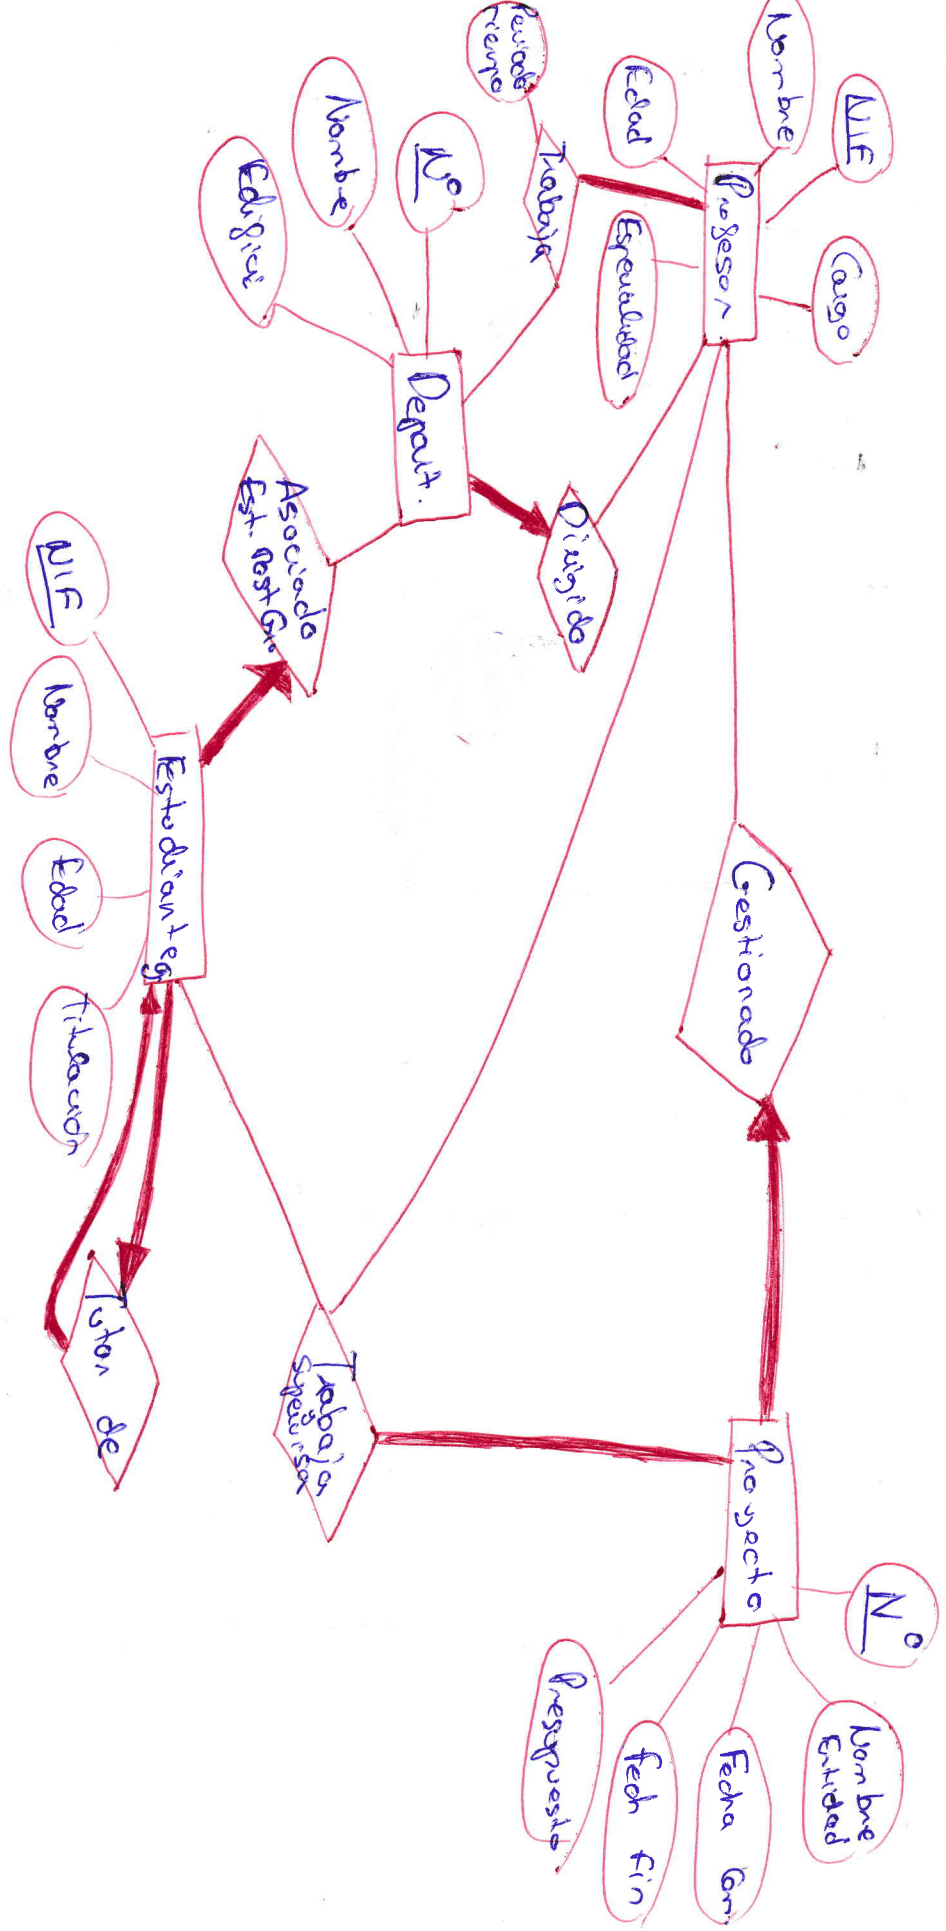 NIF
Nombre
Cargo
Edad
Profesor
Especialidad
Periodo
Tiempo
Trabaja
Nº
Nombre
Edificio
Depart.
Dirigido
Asociado
Est. Post Gra.
NIF
Nombre
Edad
Titulación
Estudiantes
Tutor de
Gestionado
Trabaja
y
supervisa
Proyecto
Nº
Nombre
Entidad
Fecha Com.
Fech Fin
Presupuesto